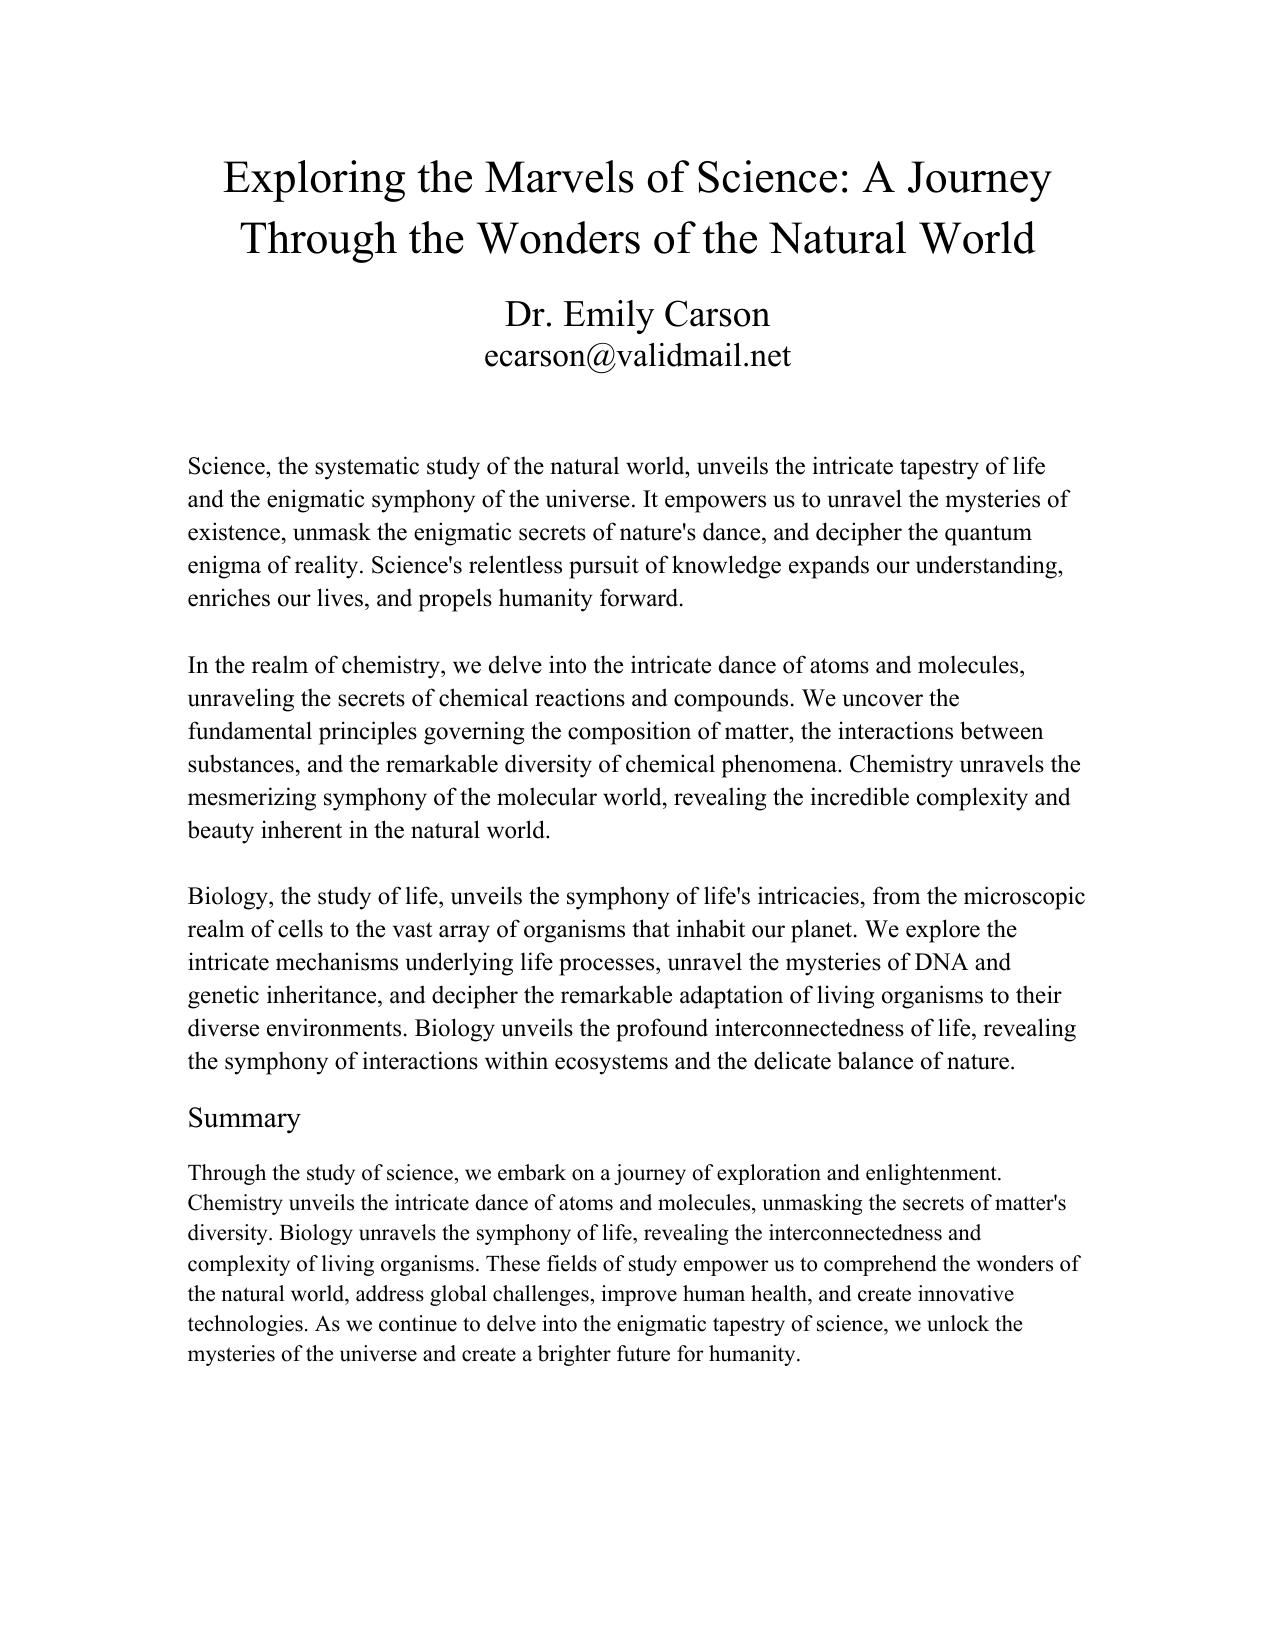 Exploring the Marvels of Science: A Journey
Through the Wonders of the Natural World
Dr. Emily Carson
ecarson@validmail.net
Science, the systematic study of the natural world, unveils the intricate tapestry of life
and the enigmatic symphony of the universe. It empowers us to unravel the mysteries of
existence, unmask the enigmatic secrets of nature's dance, and decipher the quantum
enigma of reality. Science's relentless pursuit of knowledge expands our understanding,
enriches our lives, and propels humanity forward.
In the realm of chemistry, we delve into the intricate dance of atoms and molecules,
unraveling the secrets of chemical reactions and compounds. We uncover the
fundamental principles governing the composition of matter, the interactions between
substances, and the remarkable diversity of chemical phenomena. Chemistry unravels the
mesmerizing symphony of the molecular world, revealing the incredible complexity and
beauty inherent in the natural world.
Biology, the study of life, unveils the symphony of life's intricacies, from the microscopic
realm of cells to the vast array of organisms that inhabit our planet. We explore the
intricate mechanisms underlying life processes, unravel the mysteries of DNA and
genetic inheritance, and decipher the remarkable adaptation of living organisms to their
diverse environments. Biology unveils the profound interconnectedness of life, revealing
the symphony of interactions within ecosystems and the delicate balance of nature.
Summary
Through the study of science, we embark on a journey of exploration and enlightenment.
Chemistry unveils the intricate dance of atoms and molecules, unmasking the secrets of matter's
diversity. Biology unravels the symphony of life, revealing the interconnectedness and
complexity of living organisms. These fields of study empower us to comprehend the wonders of
the natural world, address global challenges, improve human health, and create innovative
technologies. As we continue to delve into the enigmatic tapestry of science, we unlock the
mysteries of the universe and create a brighter future for humanity.